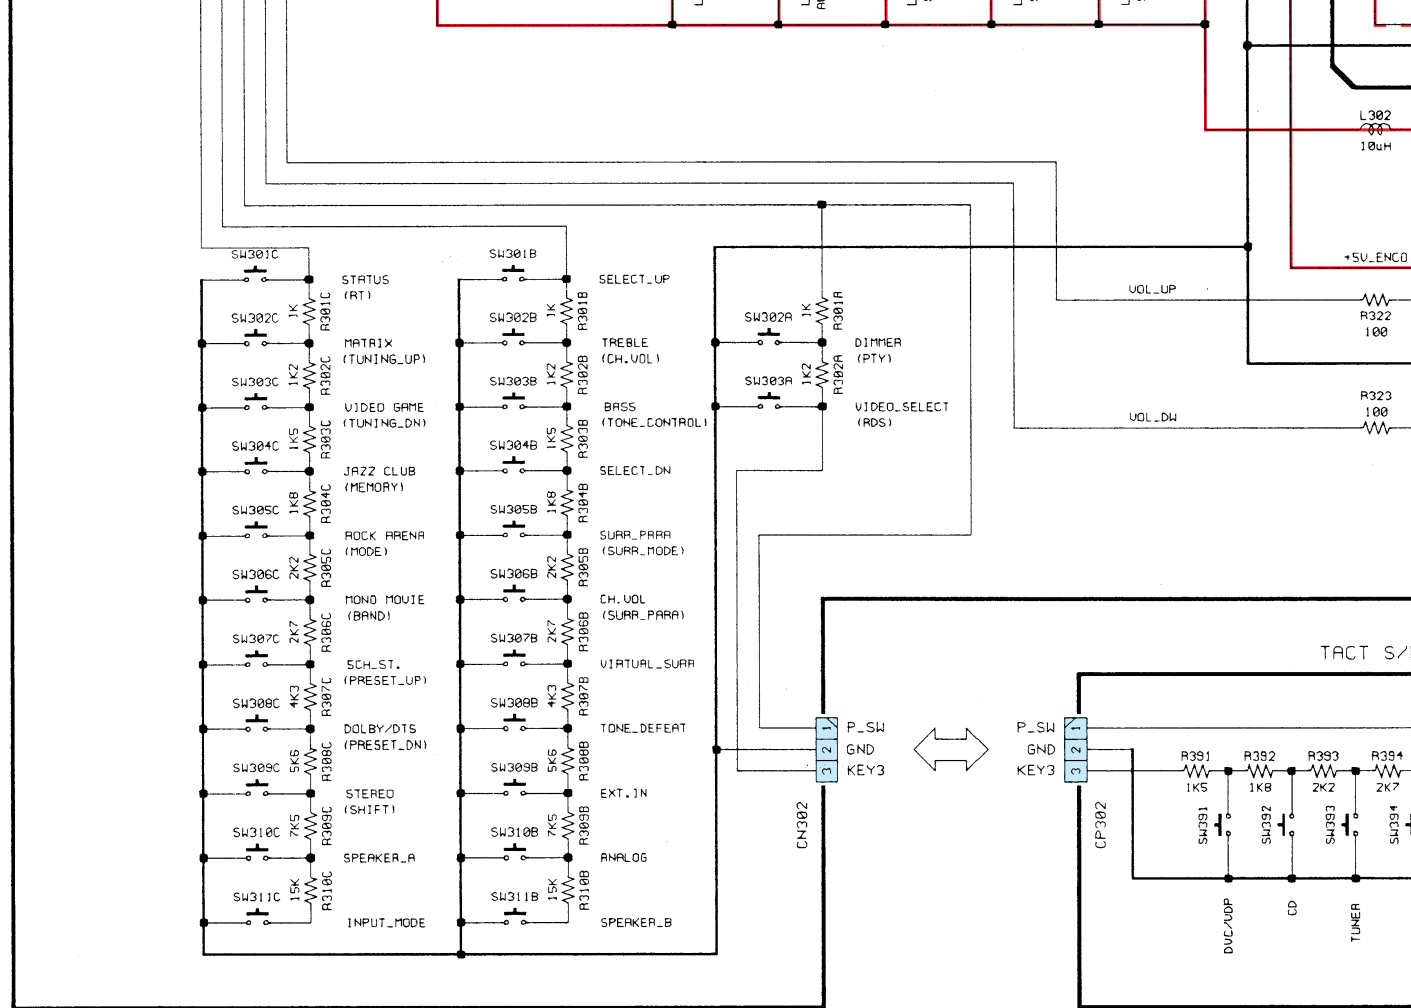 L302
10uH
+5V_ENCO
VOL_UP
R322
100
R323
100
VOL_DW
SW301C
STATUS
(RT)
1K
R301C
SW302C
MATRIX
(TUNING_UP)
1K2
R302C
SW303C
VIDEO GAME
(TUNING_DN)
1K5
R303C
SW304C
JAZZ CLUB
(MEMORY)
1K8
R304C
SW305C
ROCK ARENA
(MODE)
2K2
R305C
SW306C
MONO MOVIE
(BAND)
2K7
R306C
SW307C
5CH_ST.
(PRESET_UP)
4K3
R307C
SW308C
DOLBY/DTS
(PRESET_DN)
5K6
R308C
SW309C
STEREO
(SHIFT)
7K5
R309C
SW310C
SPEAKER_A
15K
R310C
SW311C
INPUT_MODE
SW301B
SELECT_UP
1K
R301B
SW302B
TREBLE
(CH.VOL)
1K2
R302B
SW303B
BASS
(TONE_CONTROL)
1K5
R303B
SW304B
SELECT_DN
1K8
R304B
SW305B
SURR_PARA
(SURR_MODE)
2K2
R305B
SW306B
CH.VOL
(SURR_PARA)
2K7
R306B
SW307B
VIRTUAL_SURR
4K3
R307B
SW308B
TONE_DEFEAT
5K6
R308B
SW309B
EXT.IN
7K5
R309B
SW310B
ANALOG
15K
R310B
SW311B
SPEAKER_B
1K
R301A
SW302A
DIMMER
(PTY)
1K2
R302A
SW303A
VIDEO_SELECT
(RDS)
1 P_SW
2 GND
3 KEY3
CN302
TACT S/
P_SW 1
GND 2
KEY3 3
CP302
R391
1K5
R392
1K8
R393
2K2
R394
2K7
SW391
SW392
SW393
SW394
DVC/VDP
CD
TUNER